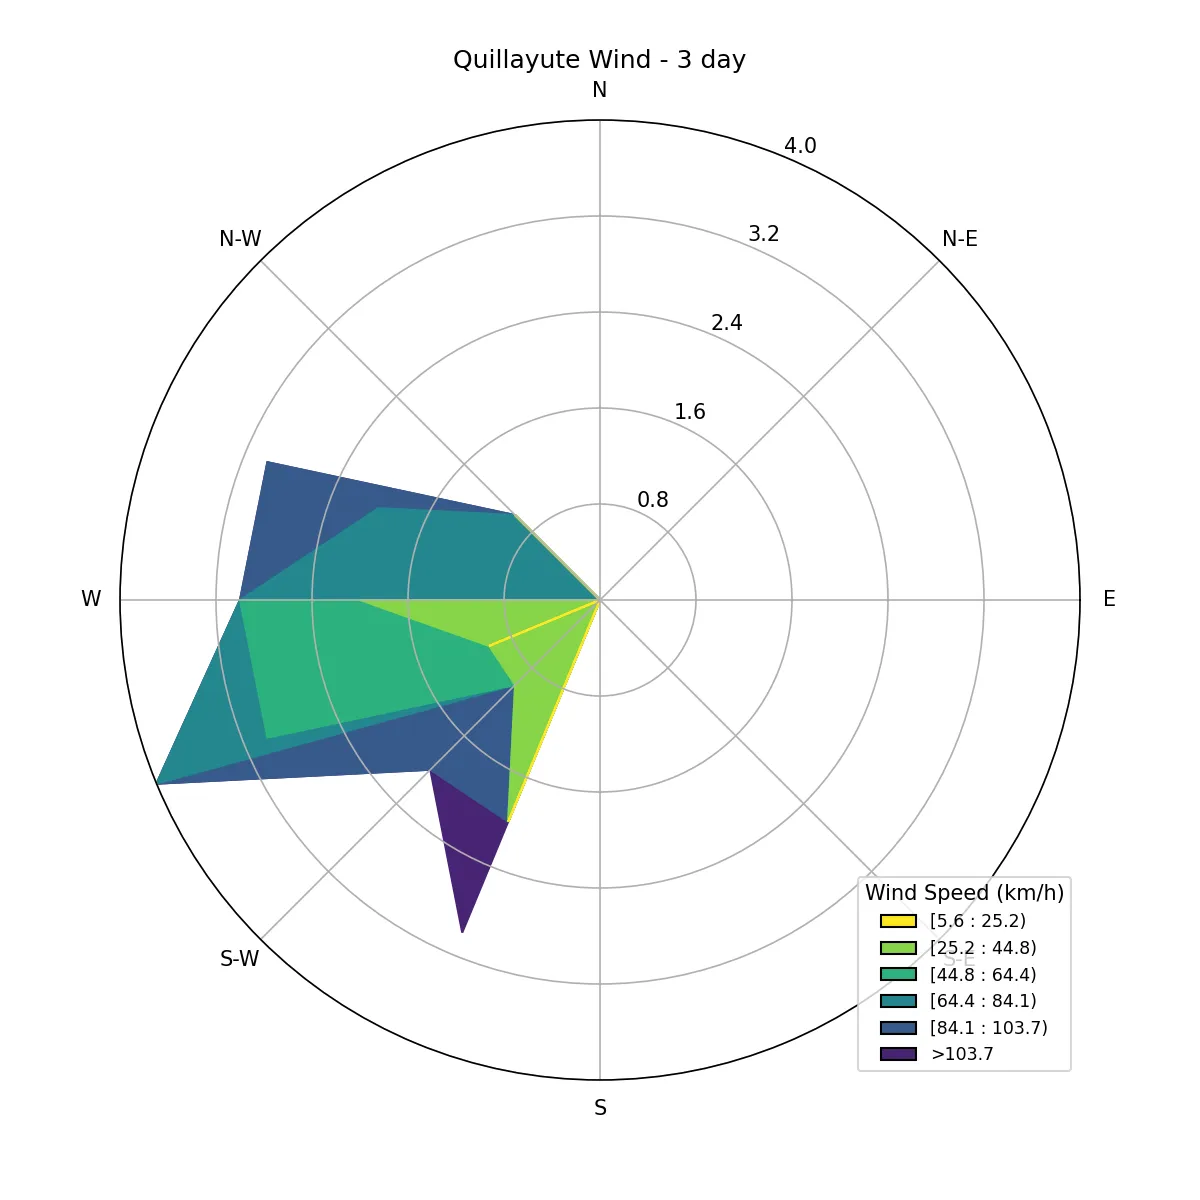 Quillayute Wind - 3 day
N
4.0
N-W
3.2
N-E
2.4
1.6
0.8
W
E
S-W
S-E
Wind Speed (km/h)
[5.6 : 25.2)
[25.2 : 44.8)
[44.8 : 64.4)
[64.4 : 84.1)
[84.1 : 103.7)
>103.7
S